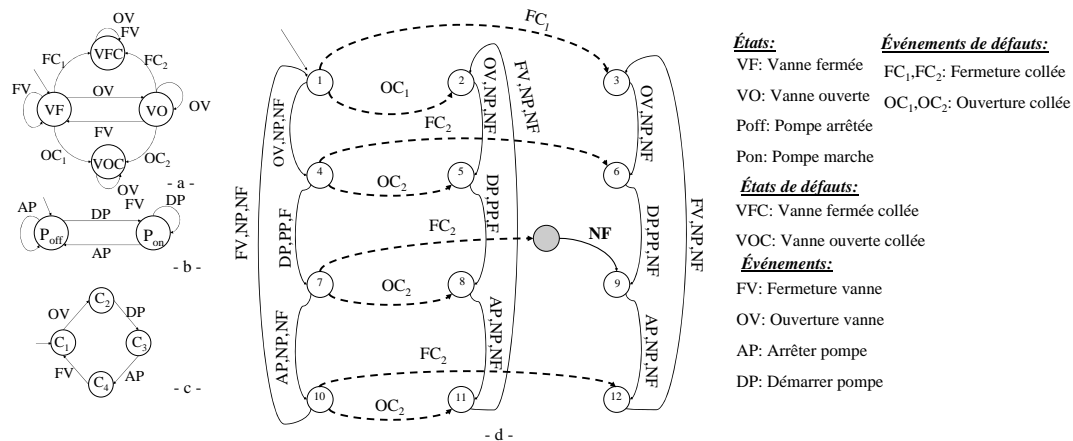 OV
FV
VFC
FC1
FC2
FV
OV
OV
VF
VO
FV
OC1
OC2
VOC
OV
FV
- a -
AP
DP
DP
Poff
Pon
AP
- b -
C2
OV
DP
C1
C3
FV
AP
C4
- c -
FC1
1
2
3
OC1
FC2
OV,NP,NF
OV,NP,NF
FV,NP,NF
OV,NP,NF
4
5
6
OC2
FV,NP,NF
DP,PP,F
DP,PP,F
DP,PP,NF
FV,NP,NF
FC2
NF
7
8
9
OC2
AP,NP,NF
AP,NP,NF
AP,NP,NF
FC2
10
11
12
OC2
- d -
États:
VF: Vanne fermée
VO: Vanne ouverte
Poff: Pompe arrêtée
Pon: Pompe marche
États de défauts:
VFC: Vanne fermée collée
VOC: Vanne ouverte collée
Événements:
FV: Fermeture vanne
OV: Ouverture vanne
AP: Arrêter pompe
DP: Démarrer pompe
Événements de défauts:
FC1,FC2: Fermeture collée
OC1,OC2: Ouverture collée